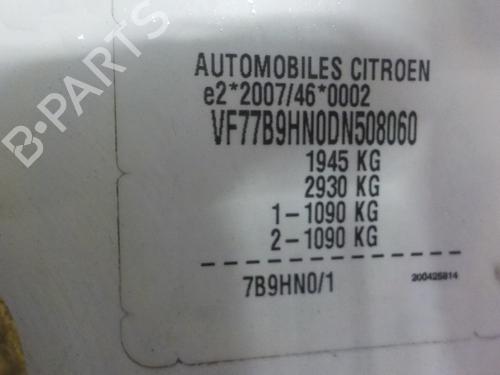 AUTOMOBILES CITROEN
e2*2007/46*0002
VF77B9HN0DN508060
1945 KG
2930 KG
1-1090 KG
2-1090 KG
7B9HN0/1
200425814
B-PARTS